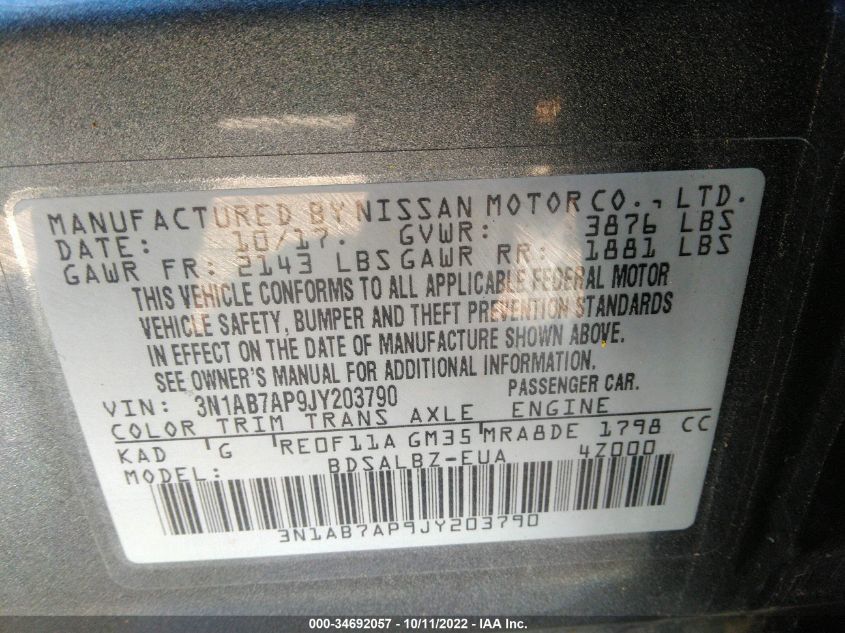 MANUFACTURED BY NISSAN MOTOR CO., LTD.
DATE: 10/17. GVWR: 3876 LBS
GAWR FR: 2143 LBS GAWR RR: 1881 LBS
THIS VEHICLE CONFORMS TO ALL APPLICABLE FEDERAL MOTOR
VEHICLE SAFETY, BUMPER AND THEFT PREVENTION STANDARDS
IN EFFECT ON THE DATE OF MANUFACTURE SHOWN ABOVE.
SEE OWNER'S MANUAL FOR ADDITIONAL INFORMATION.
VIN: 3N1AB7AP9JY203790 PASSENGER CAR.
COLOR TRIM TRANS AXLE ENGINE
KAD G RE0F11A GM35 MRA8DE 1798 CC
MODEL: BDSALBZ-EUA 4Z000
3N1AB7AP9JY203790
000-34692057 - 10/11/2022 - IAA Inc.